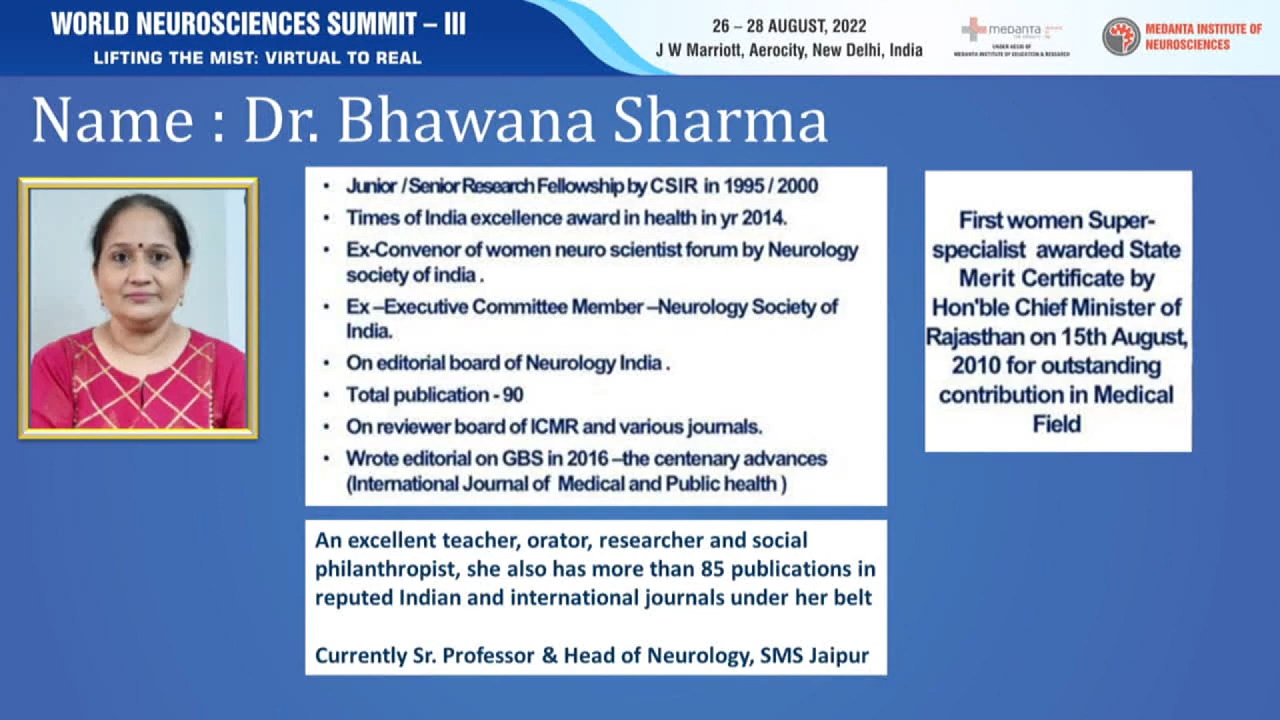 WORLD NEUROSCIENCES SUMMIT – III
LIFTING THE MIST: VIRTUAL TO REAL
26 – 28 AUGUST, 2022
J W Marriott, Aerocity, New Delhi, India
medanta
UNDER AEGIS OF
MEDANTA INSTITUTE OF EDUCATION & RESEARCH
MEDANTA INSTITUTE OF
NEUROSCIENCES
Name : Dr. Bhawana Sharma
• Junior / Senior Research Fellowship by CSIR in 1995 / 2000
• Times of India excellence award in health in yr 2014.
• Ex-Convenor of women neuro scientist forum by Neurology
society of india .
• Ex –Executive Committee Member –Neurology Society of
India.
• On editorial board of Neurology India .
• Total publication - 90
• On reviewer board of ICMR and various journals.
• Wrote editorial on GBS in 2016 –the centenary advances
(International Journal of Medical and Public health )
An excellent teacher, orator, researcher and social
philanthropist, she also has more than 85 publications in
reputed Indian and international journals under her belt
Currently Sr. Professor & Head of Neurology, SMS Jaipur
First women Super-
specialist awarded State
Merit Certificate by
Hon'ble Chief Minister of
Rajasthan on 15th August,
2010 for outstanding
contribution in Medical
Field